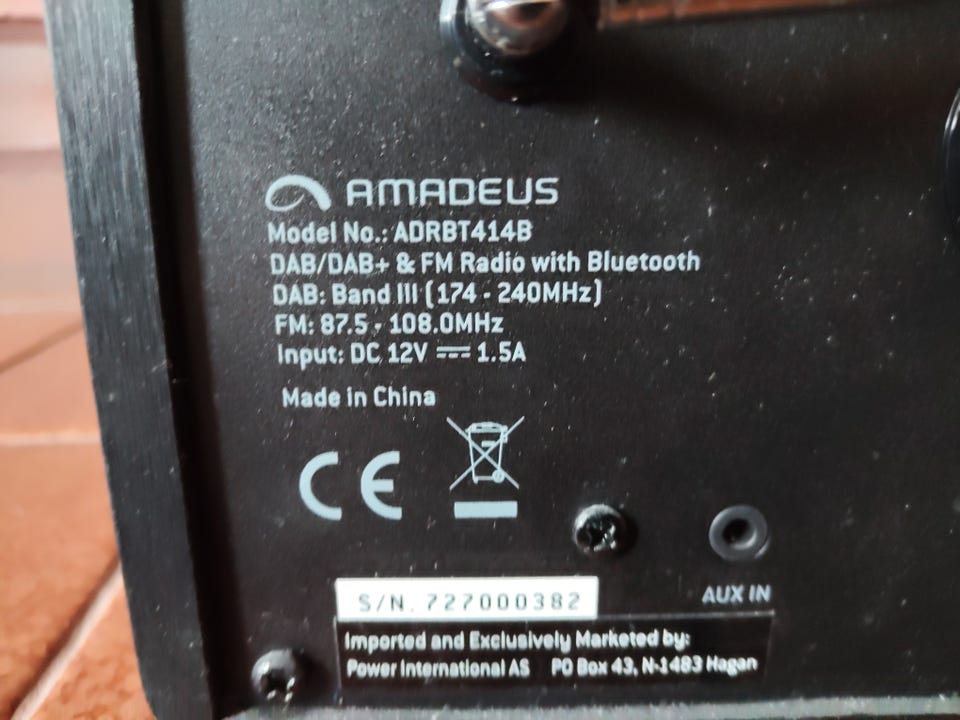 AMADEUS
Model No.: ADRBT414B
DAB/DAB+ & FM Radio with Bluetooth
DAB: Band III (174 - 240MHz)
FM: 87.5 - 108.0MHz
Input: DC 12V ⎓ 1.5A
Made in China
CE
AUX IN
S/N. 727000382
Imported and Exclusively Marketed by:
Power International AS PO Box 43, N-1483 Hagan